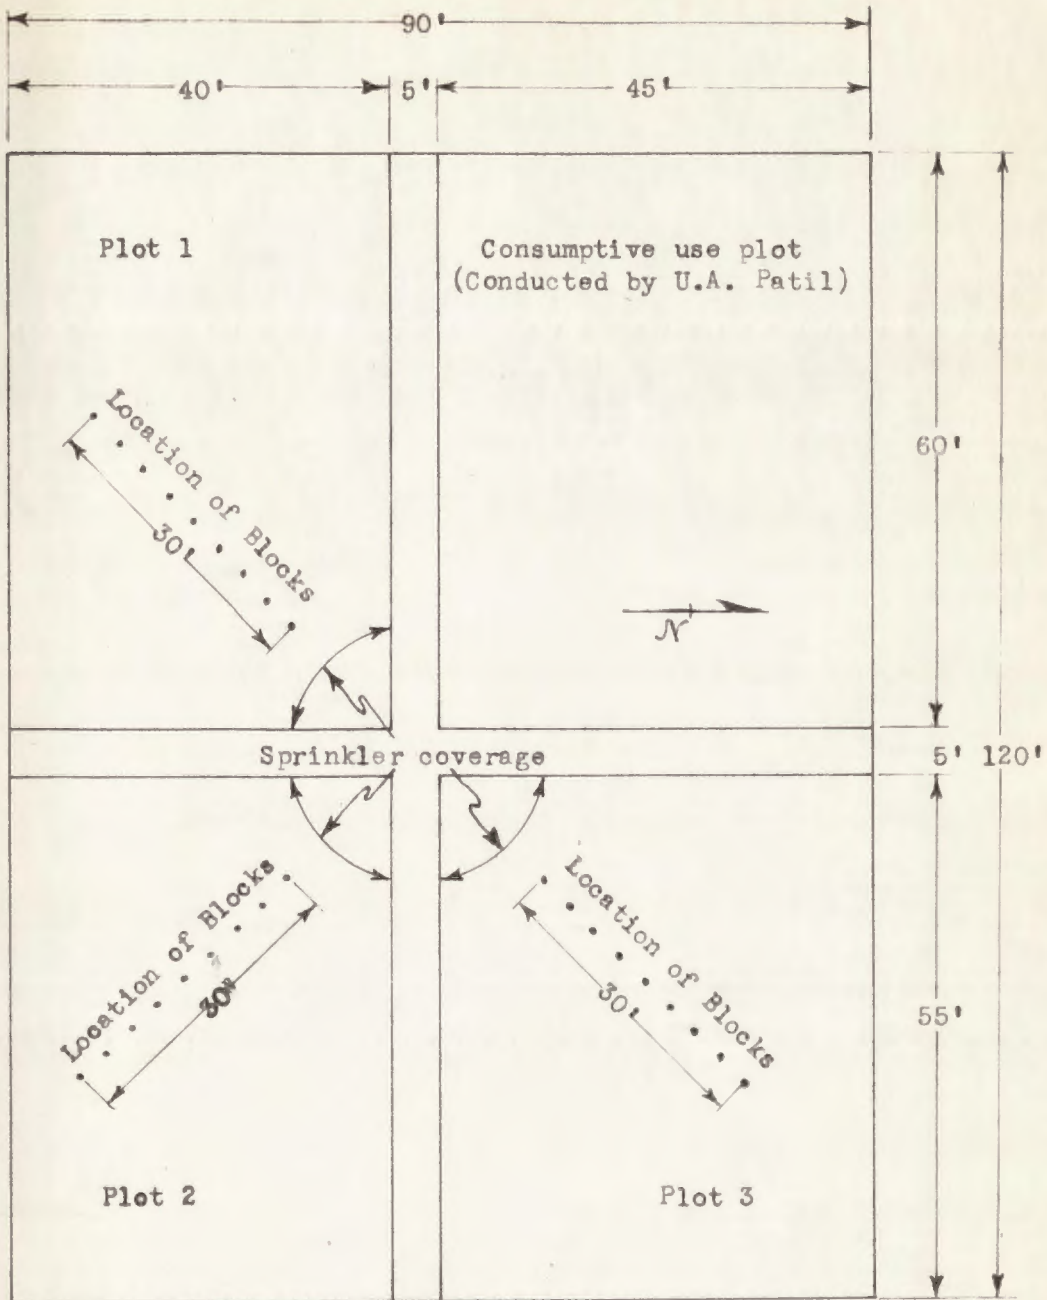 90'
40' 5' 45'
Plot 1
Consumptive use plot
(Conducted by U.A. Patil)
Location of Blocks
30'
60'
N
Sprinkler coverage
5' 120'
Location of Blocks
30"
Location of Blocks
30'
55'
Plot 2
Plot 3